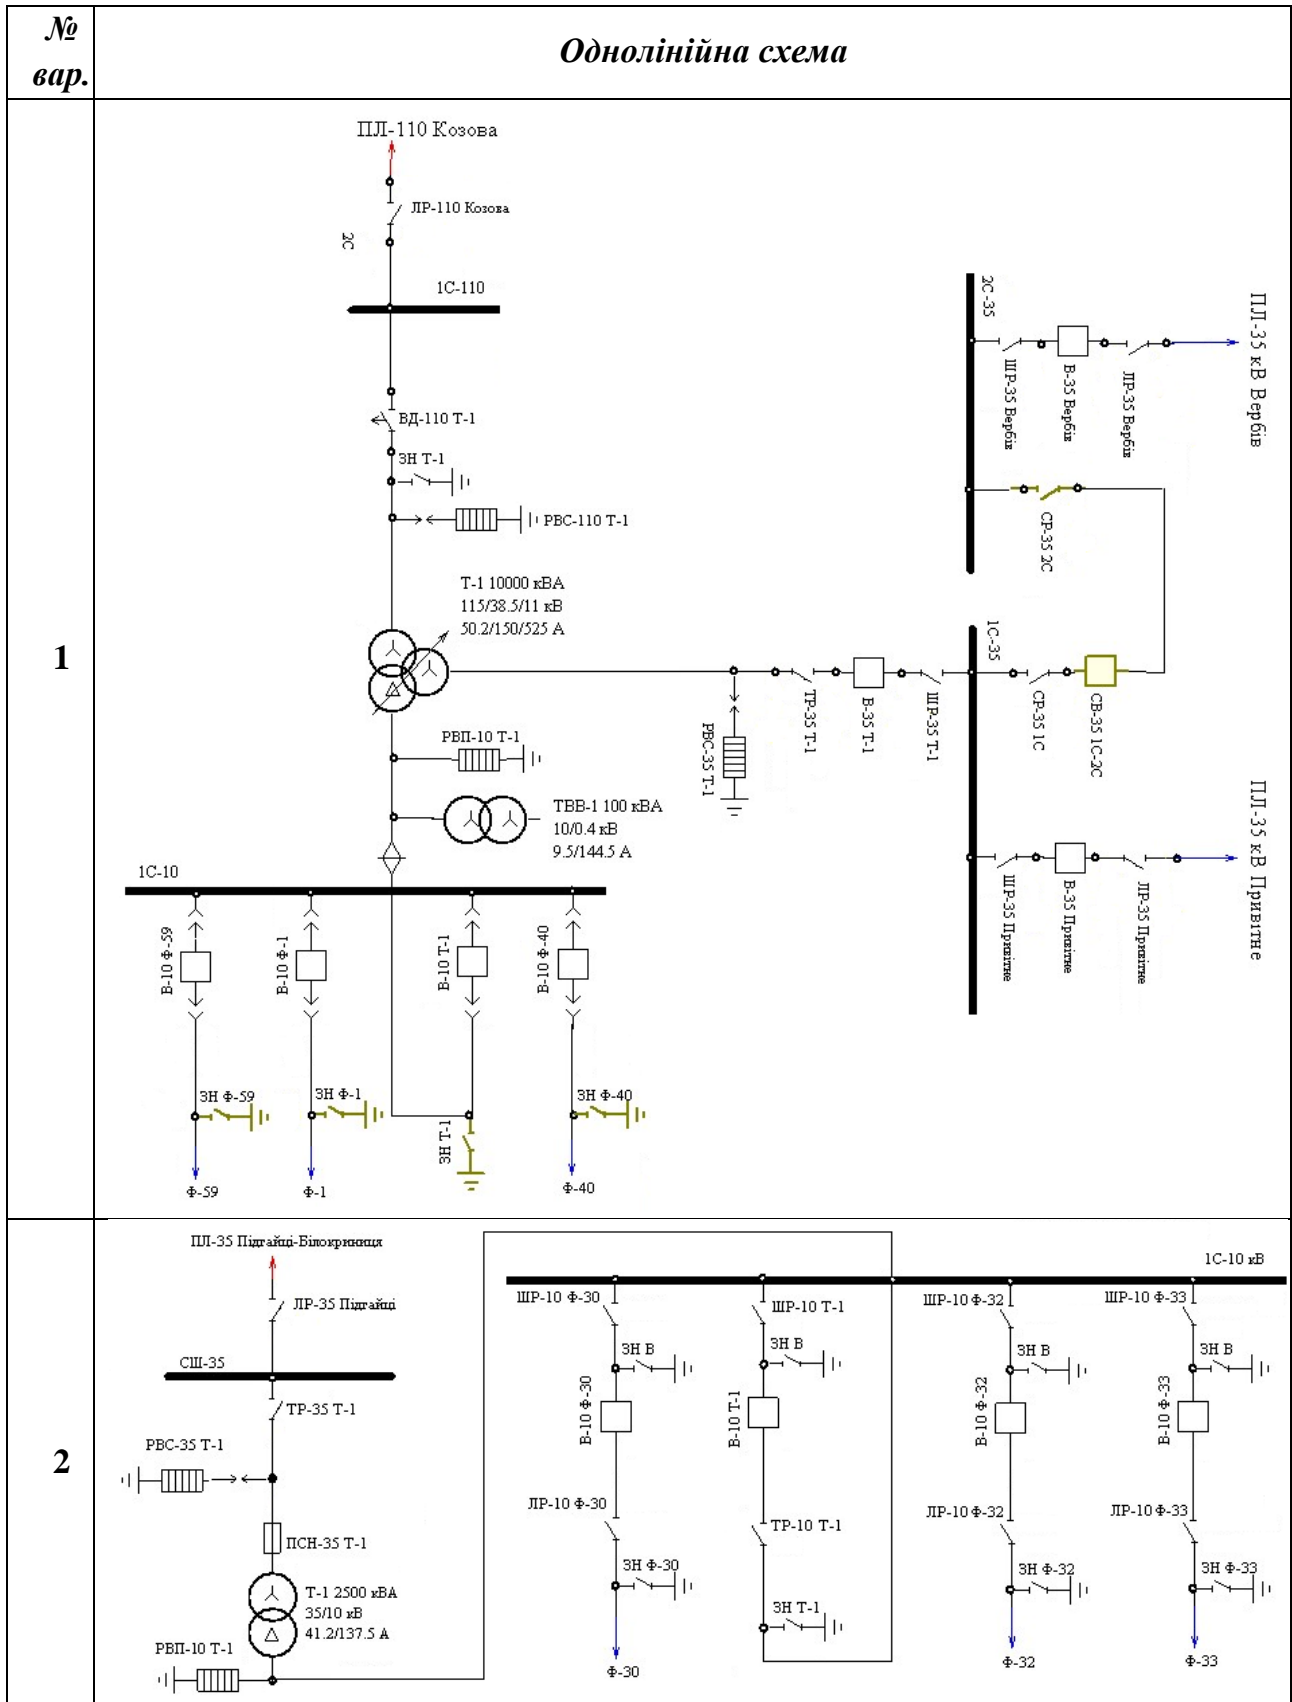 №
вар.
Однолінійна схема
1
ПЛ-110 Козова
ЛР-110 Козова
2С
1С-110
ВД-110 Т-1
ЗН Т-1
РВС-110 Т-1
Т-1 10000 кВА
115/38.5/11 кВ
50.2/150/525 А
РВП-10 Т-1
ТВВ-1 100 кВА
10/0.4 кВ
9.5/144.5 А
1С-10
В-10 Ф-59
В-10 Ф-1
В-10 Т-1
В-10 Ф-40
ЗН Ф-59
ЗН Ф-1
ЗН Т-1
ЗН Ф-40
Ф-59
Ф-1
Ф-40
РВС-35 Т-1
ТР-35 Т-1
В-35 Т-1
ШР-35 Т-1
2С-35
ШР-35 Вербів
В-35 Вербів
ЛР-35 Вербів
ПЛ-35 кВ Вербів
СР-35 2С
1С-35
СР-35 1С
СВ-35 1С-2С
ШР-35 Привітне
В-35 Привітне
ЛР-35 Привітне
ПЛ-35 кВ Привітне
2
ПЛ-35 Підгайці-Білокриниця
ЛР-35 Підгайці
СШ-35
ТР-35 Т-1
РВС-35 Т-1
ПСН-35 Т-1
Т-1 2500 кВА
35/10 кВ
41.2/137.5 А
РВП-10 Т-1
1С-10 кВ
ШР-10 Ф-30
ЗН В
В-10 Ф-30
ЛР-10 Ф-30
ЗН Ф-30
Ф-30
ШР-10 Т-1
ЗН В
В-10 Т-1
ТР-10 Т-1
ЗН Т-1
ШР-10 Ф-32
ЗН В
В-10 Ф-32
ЛР-10 Ф-32
ЗН Ф-32
Ф-32
ШР-10 Ф-33
ЗН В
В-10 Ф-33
ЛР-10 Ф-33
ЗН Ф-33
Ф-33